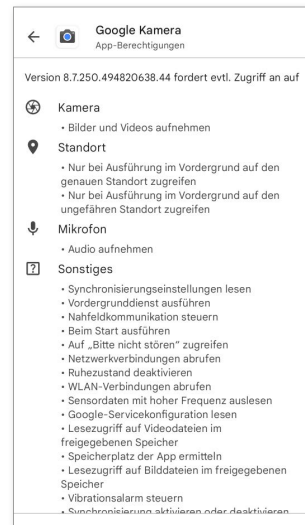 Google Kamera
App-Berechtigungen
Version 8.7.250.494820638.44 fordert evtl. Zugriff an auf
Kamera
• Bilder und Videos aufnehmen
Standort
• Nur bei Ausführung im Vordergrund auf den
genauen Standort zugreifen
• Nur bei Ausführung im Vordergrund auf den
ungefähren Standort zugreifen
Mikrofon
• Audio aufnehmen
Sonstiges
• Synchronisierungseinstellungen lesen
• Vordergrunddienst ausführen
• Nahfeldkommunikation steuern
• Beim Start ausführen
• Auf „Bitte nicht stören“ zugreifen
• Netzwerkverbindungen abrufen
• Ruhezustand deaktivieren
• WLAN-Verbindungen abrufen
• Sensordaten mit hoher Frequenz auslesen
• Google-Servicekonfiguration lesen
• Lesezugriff auf Videodateien im
freigegebenen Speicher
• Speicherplatz der App ermitteln
• Lesezugriff auf Bilddateien im freigegebenen
Speicher
• Vibrationsalarm steuern
• Synchronisierung aktivieren oder deaktivieren